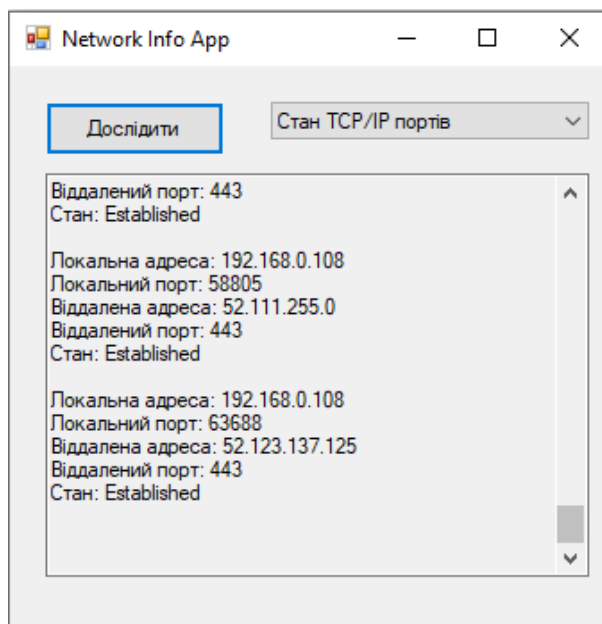 Network Info App
Дослідити
Стан TCP/IP портів
Віддалений порт: 443
Стан: Established
Локальна адреса: 192.168.0.108
Локальний порт: 58805
Віддалена адреса: 52.111.255.0
Віддалений порт: 443
Стан: Established
Локальна адреса: 192.168.0.108
Локальний порт: 63688
Віддалена адреса: 52.123.137.125
Віддалений порт: 443
Стан: Established